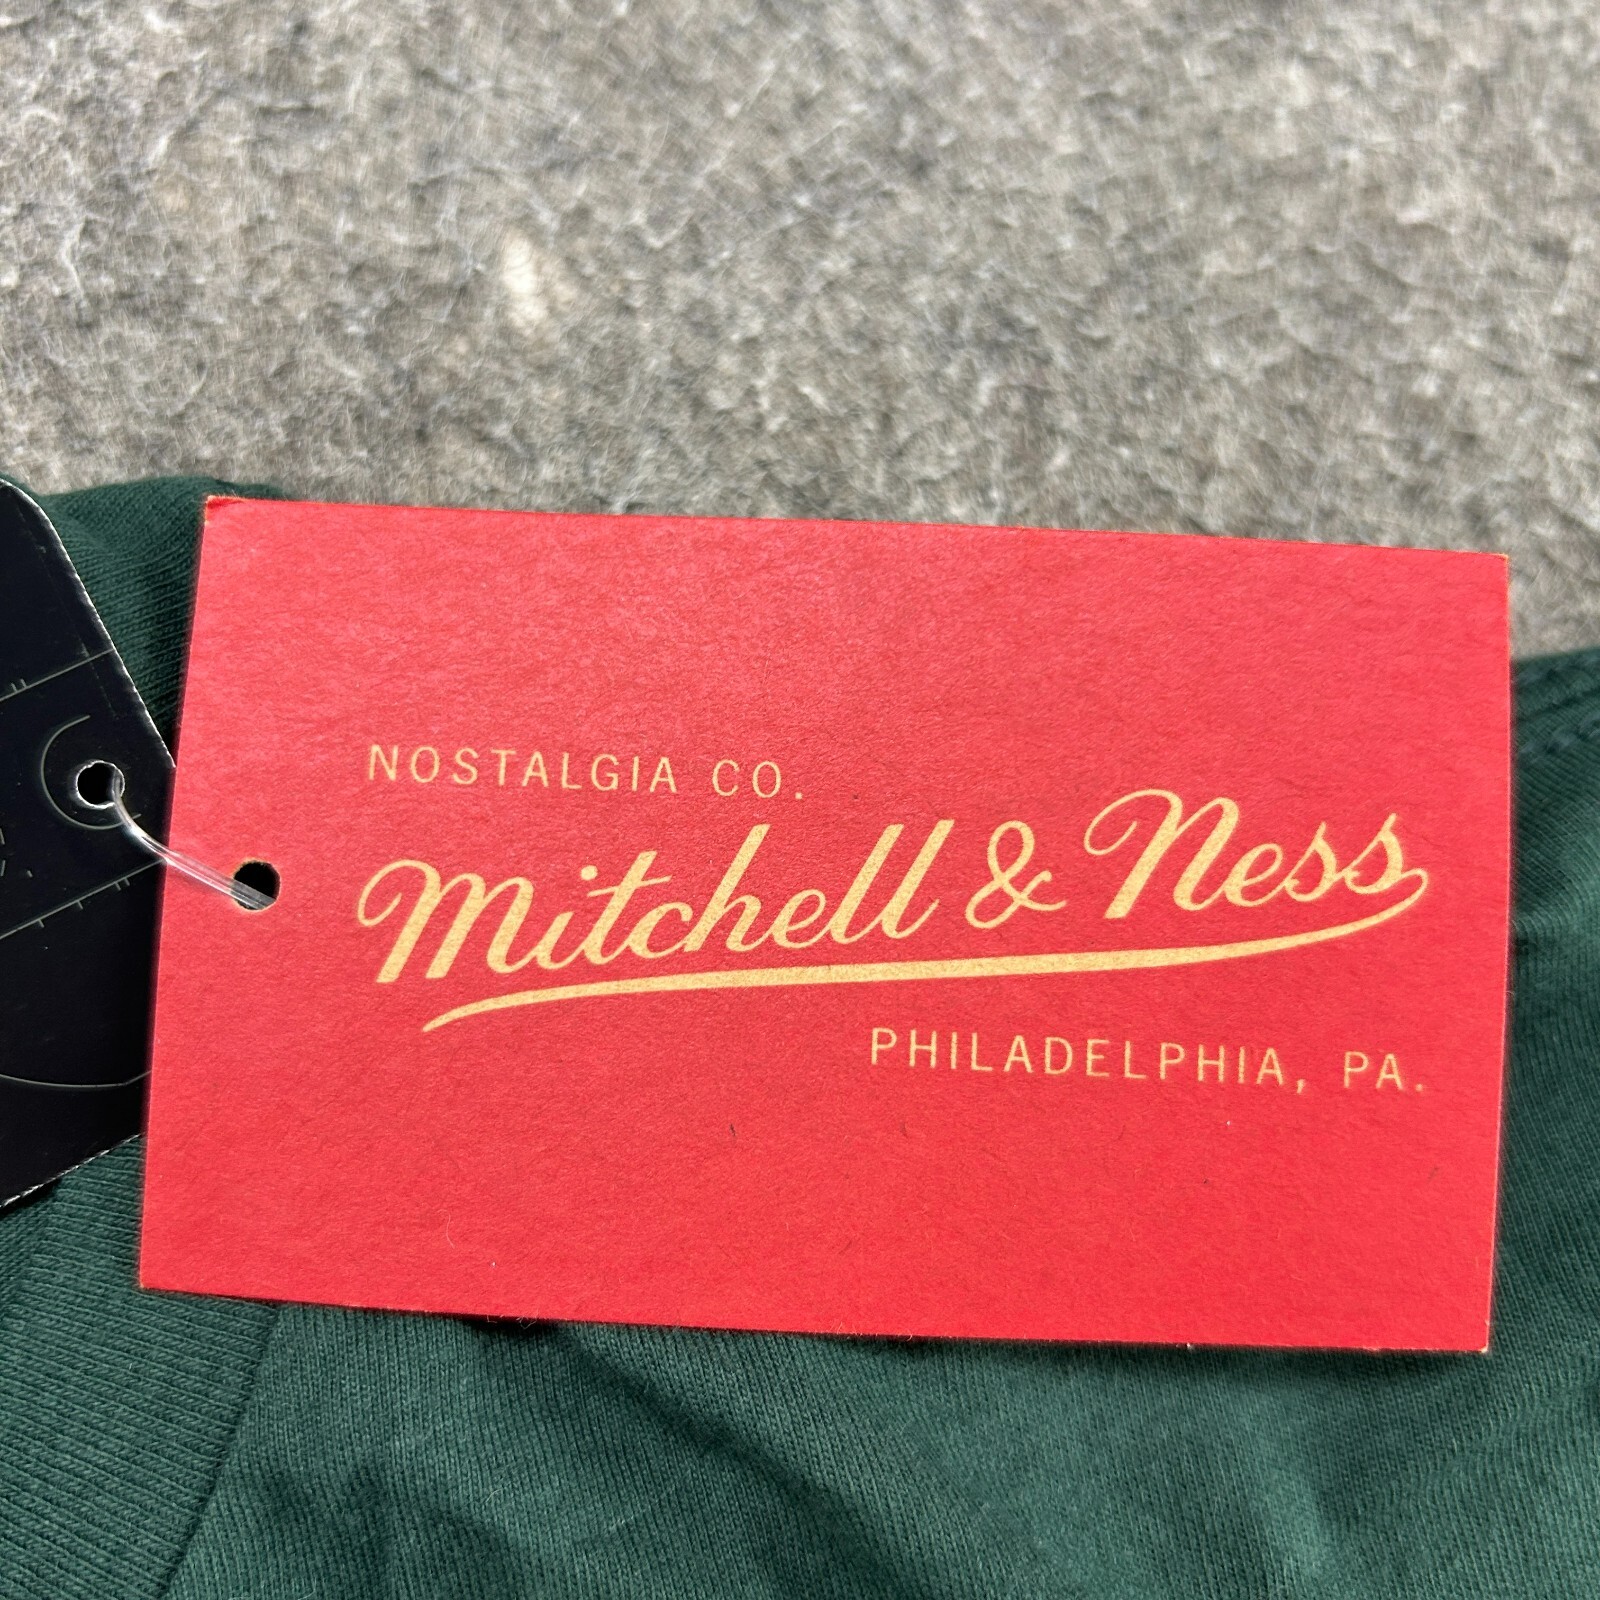 NOSTALGIA CO.
Mitchell & Ness
PHILADELPHIA, PA.